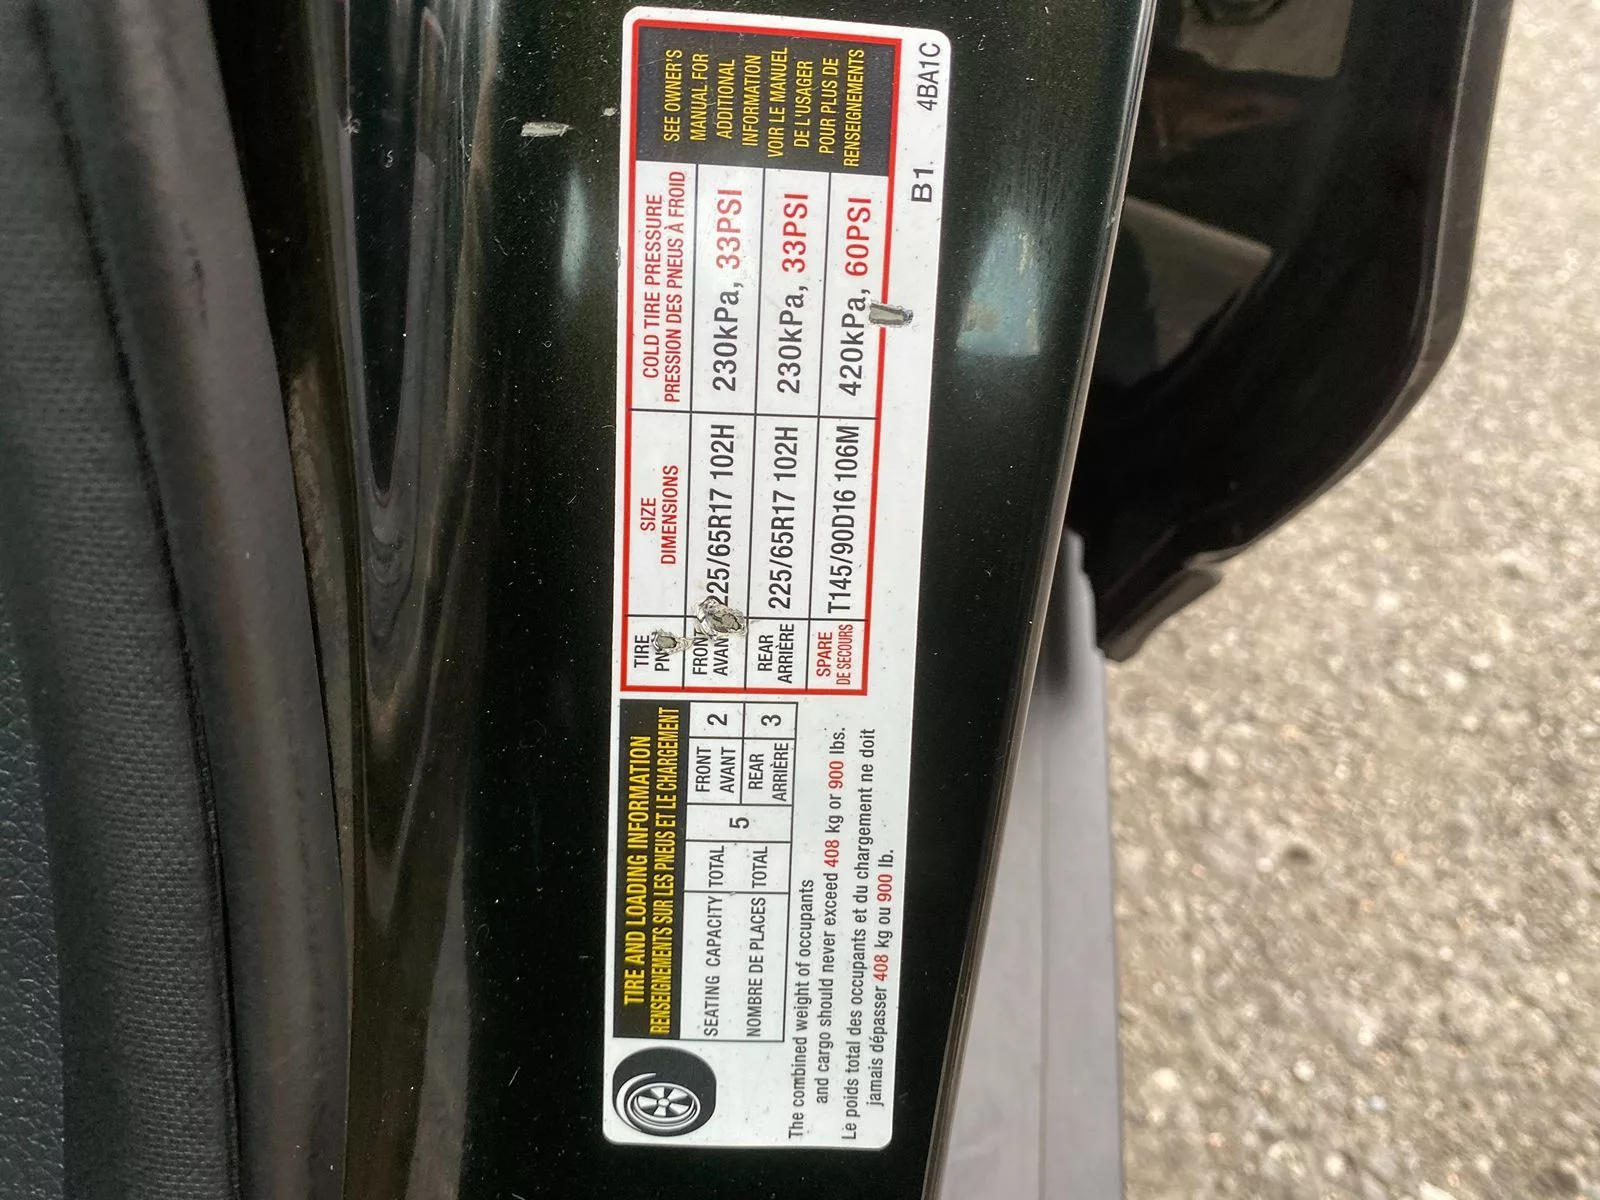 TIRE AND LOADING INFORMATION
RENSEIGNEMENTS SUR LES PNEUS ET LE CHARGEMENT
SEATING CAPACITY TOTAL 5 FRONT AVANT 2
NOMBRE DE PLACES TOTAL REAR ARRIÈRE 3
The combined weight of occupants
and cargo should never exceed 408 kg or 900 lbs.
Le poids total des occupants et du chargement ne doit
jamais dépasser 408 kg ou 900 lb.
TIRE SIZE COLD TIRE PRESSURE
DIMENSIONS PRESSION DES PNEUS À FROID
FRONT
AVANT 225/65R17 102H 230kPa, 33PSI
REAR
ARRIÈRE 225/65R17 102H 230kPa, 33PSI
SPARE
DE SECOURS T145/90D16 106M 420kPa, 60PSI
SEE OWNER'S
MANUAL FOR
ADDITIONAL
INFORMATION
VOIR LE MANUEL
DE L'USAGER
POUR PLUS DE
RENSEIGNEMENTS
B1. 4BA1C